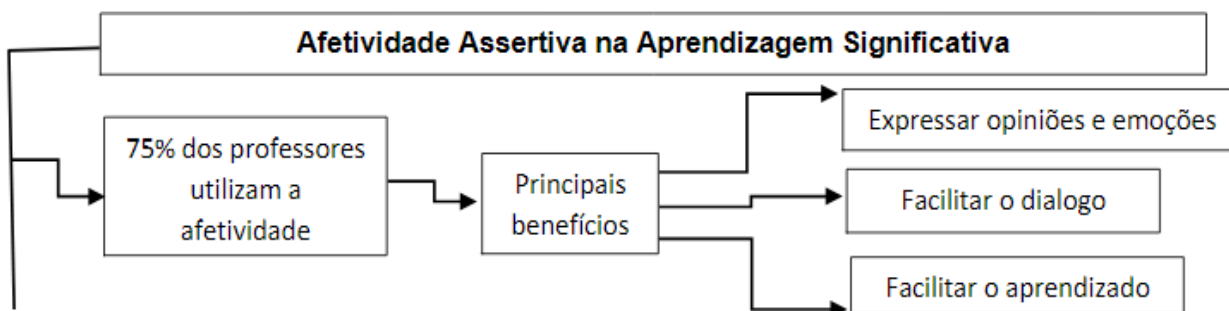 Afetividade Assertiva na Aprendizagem Significativa
75% dos professores
utilizam a
afetividade
Principais
benefícios
Expressar opiniões e emoções
Facilitar o dialogo
Facilitar o aprendizado